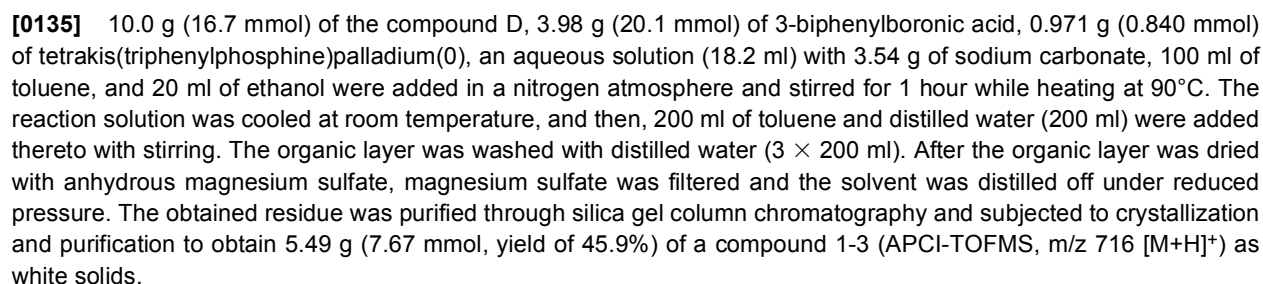 [0135] 10.0 g (16.7 mmol) of the compound D, 3.98 g (20.1 mmol) of 3-biphenylboronic acid, 0.971 g (0.840 mmol)
of tetrakis(triphenylphosphine)palladium(0), an aqueous solution (18.2 ml) with 3.54 g of sodium carbonate, 100 ml of
toluene, and 20 ml of ethanol were added in a nitrogen atmosphere and stirred for 1 hour while heating at 90°C. The
reaction solution was cooled at room temperature, and then, 200 ml of toluene and distilled water (200 ml) were added
thereto with stirring. The organic layer was washed with distilled water (3 × 200 ml). After the organic layer was dried
with anhydrous magnesium sulfate, magnesium sulfate was filtered and the solvent was distilled off under reduced
pressure. The obtained residue was purified through silica gel column chromatography and subjected to crystallization
and purification to obtain 5.49 g (7.67 mmol, yield of 45.9%) of a compound 1-3 (APCI-TOFMS, m/z 716 [M+H]⁺) as
white solids.